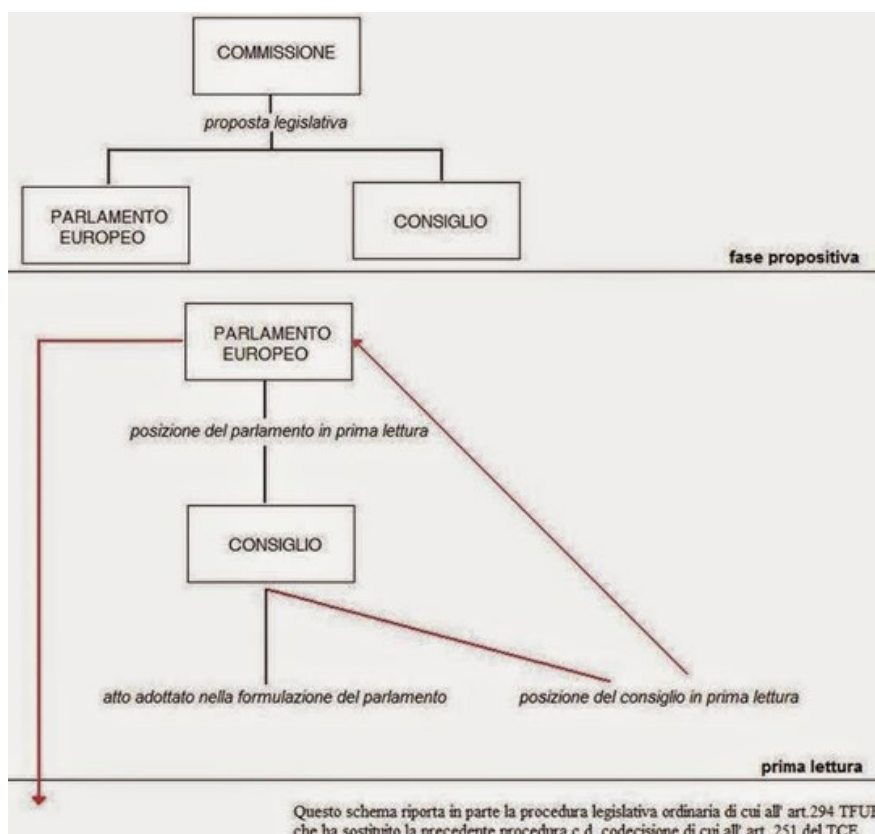 COMMISSIONE
proposta legislativa
PARLAMENTO
EUROPEO
CONSIGLIO
fase propositiva
PARLAMENTO
EUROPEO
posizione del parlamento in prima lettura
CONSIGLIO
atto adottato nella formulazione del parlamento
posizione del consiglio in prima lettura
prima lettura
Questo schema riporta in parte la procedura legislativa ordinaria di cui all' art.294 TFUE
che ha sostituito la precedente procedura c.d. codecisione di cui all' art. 251 del TCE